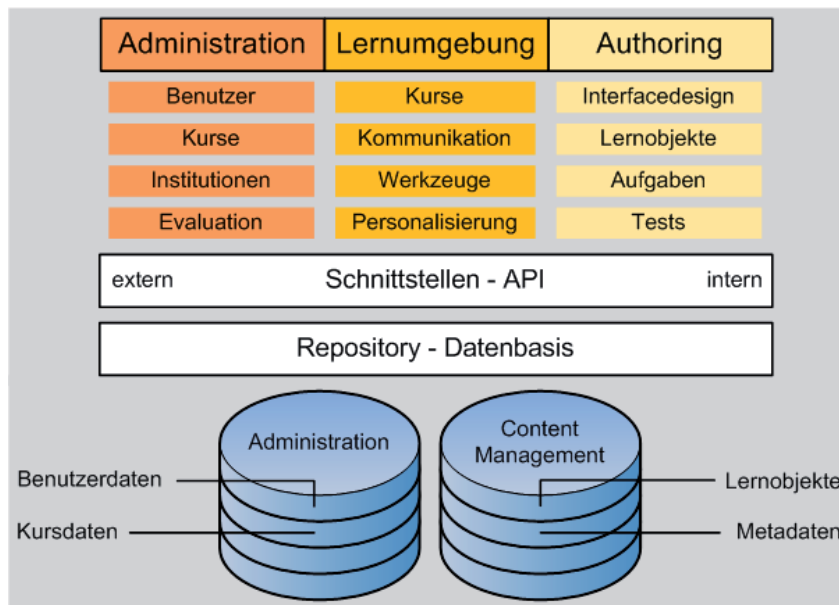 Administration Lernumgebung Authoring
Benutzer Kurse Interfacedesign
Kurse Kommunikation Lernobjekte
Institutionen Werkzeuge Aufgaben
Evaluation Personalisierung Tests
extern Schnittstellen - API intern
Repository - Datenbasis
Administration
Content
Management
Benutzerdaten
Lernobjekte
Kursdaten
Metadaten